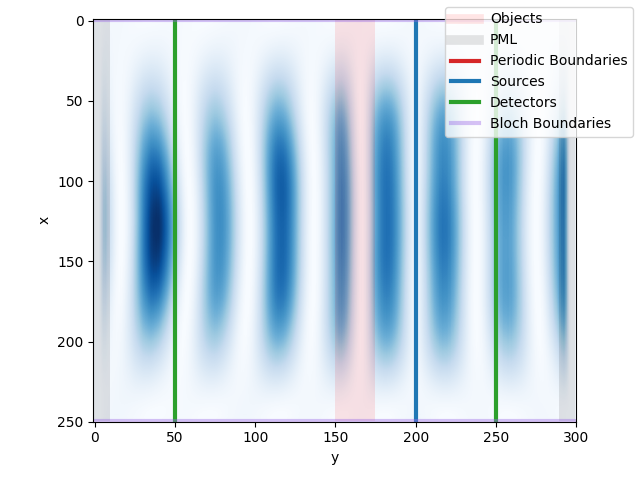 Objects
PML
Periodic Boundaries
Sources
Detectors
Bloch Boundaries
0
50
100
150
200
250
x
0
50
100
150
200
250
300
y